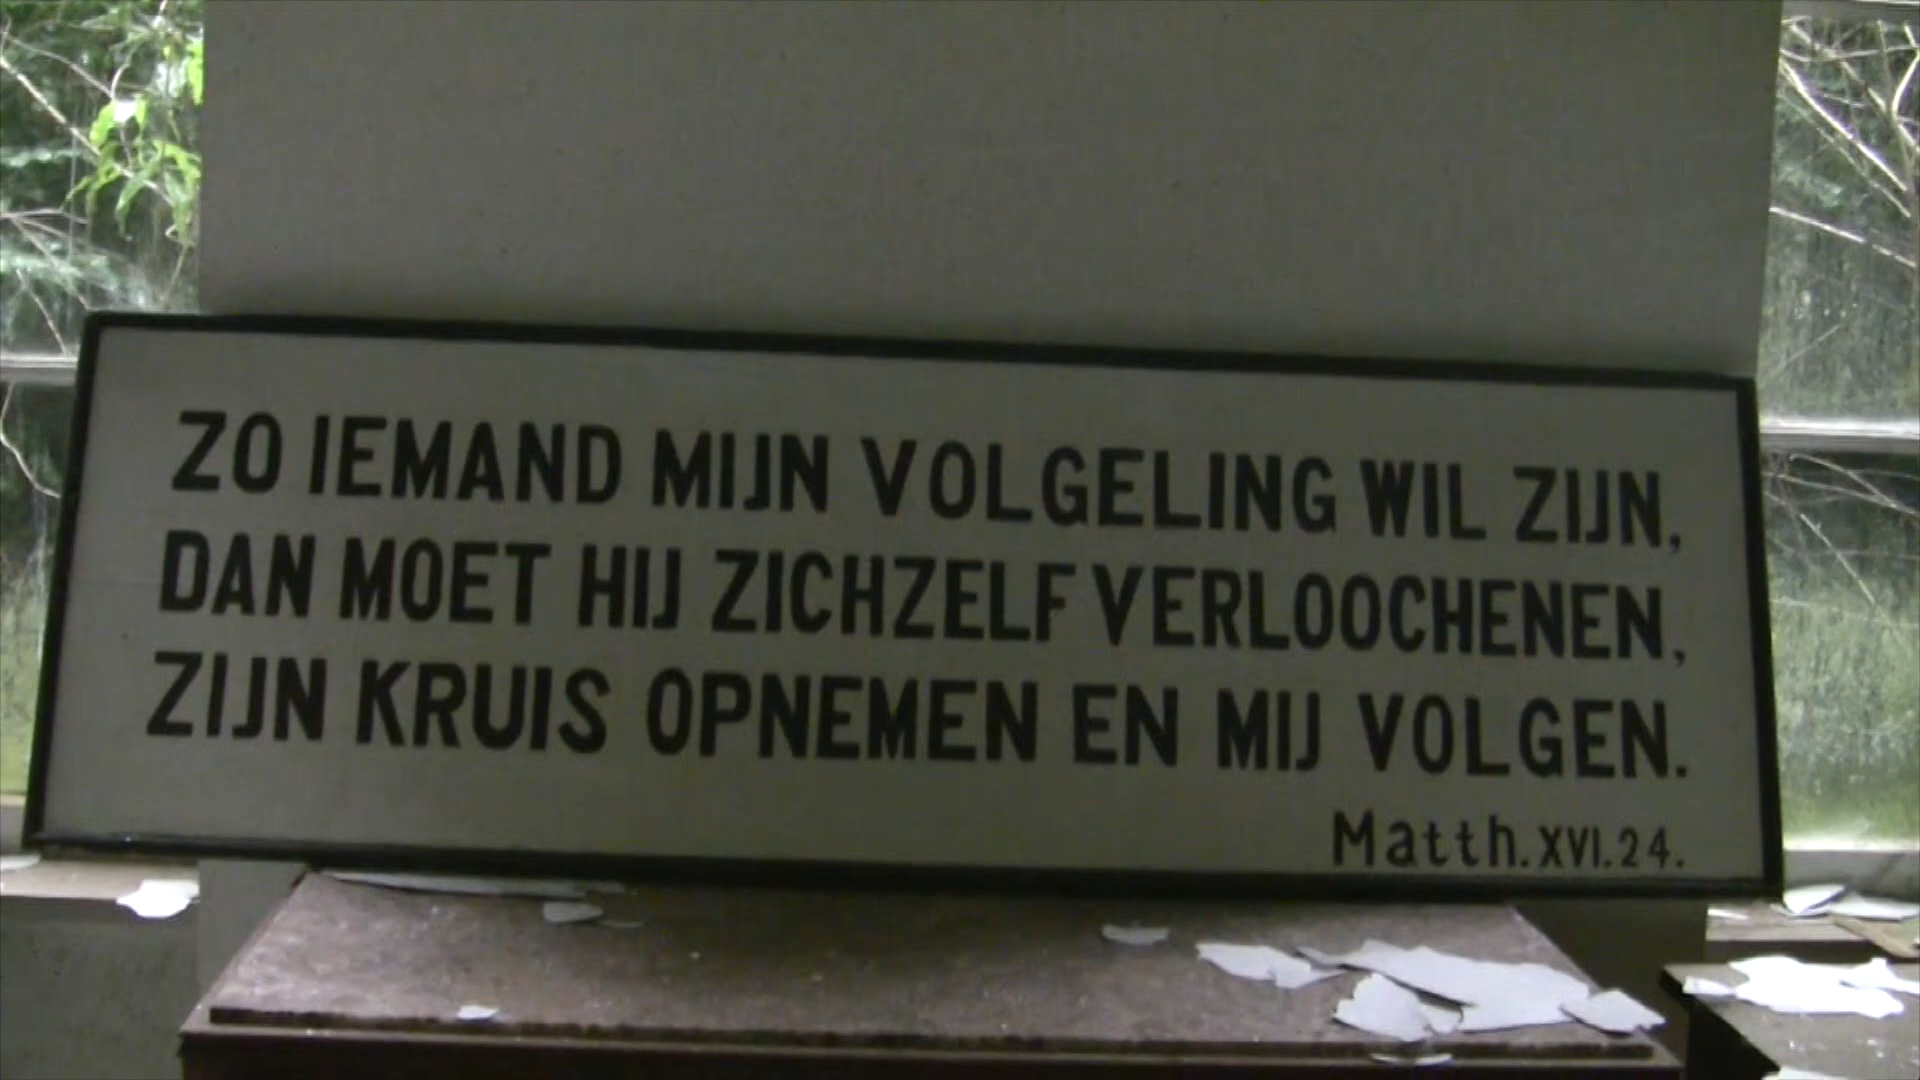 ZO IEMAND MIJN VOLGELING WIL ZIJN,
DAN MOET HIJ ZICHZELF VERLOOCHENEN,
ZIJN KRUIS OPNEMEN EN MIJ VOLGEN.
Matth. XVI. 24.